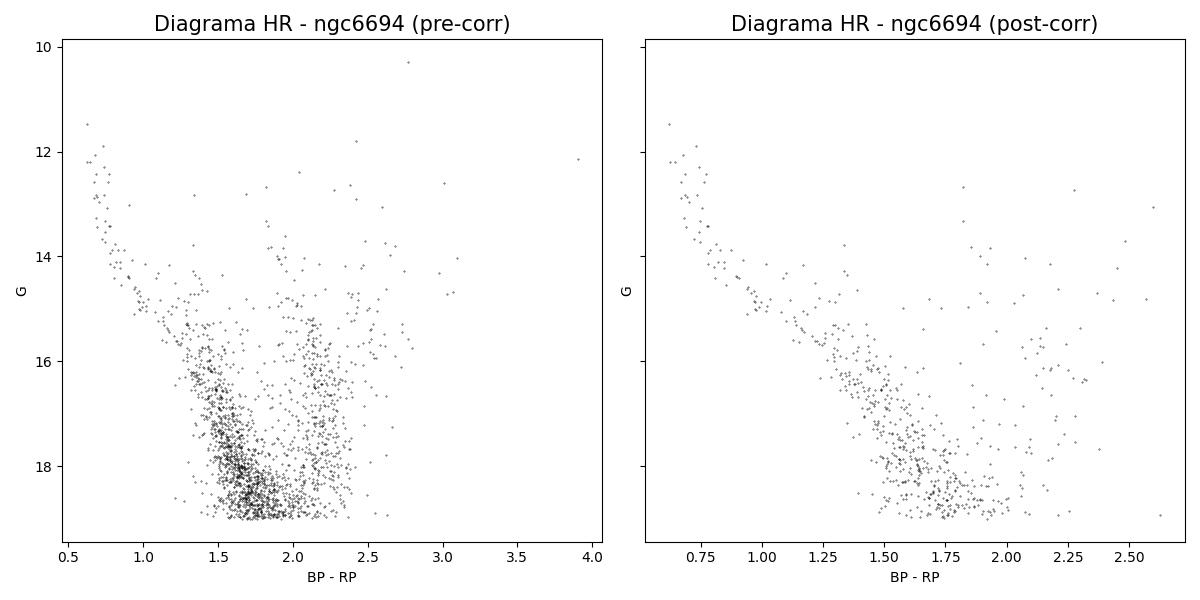 Diagrama HR - ngc6694 (pre-corr)
10
12
14
16
18
G
0.5 1.0 1.5 2.0 2.5 3.0 3.5 4.0
BP - RP
Diagrama HR - ngc6694 (post-corr)
G
0.75 1.00 1.25 1.50 1.75 2.00 2.25 2.50
BP - RP